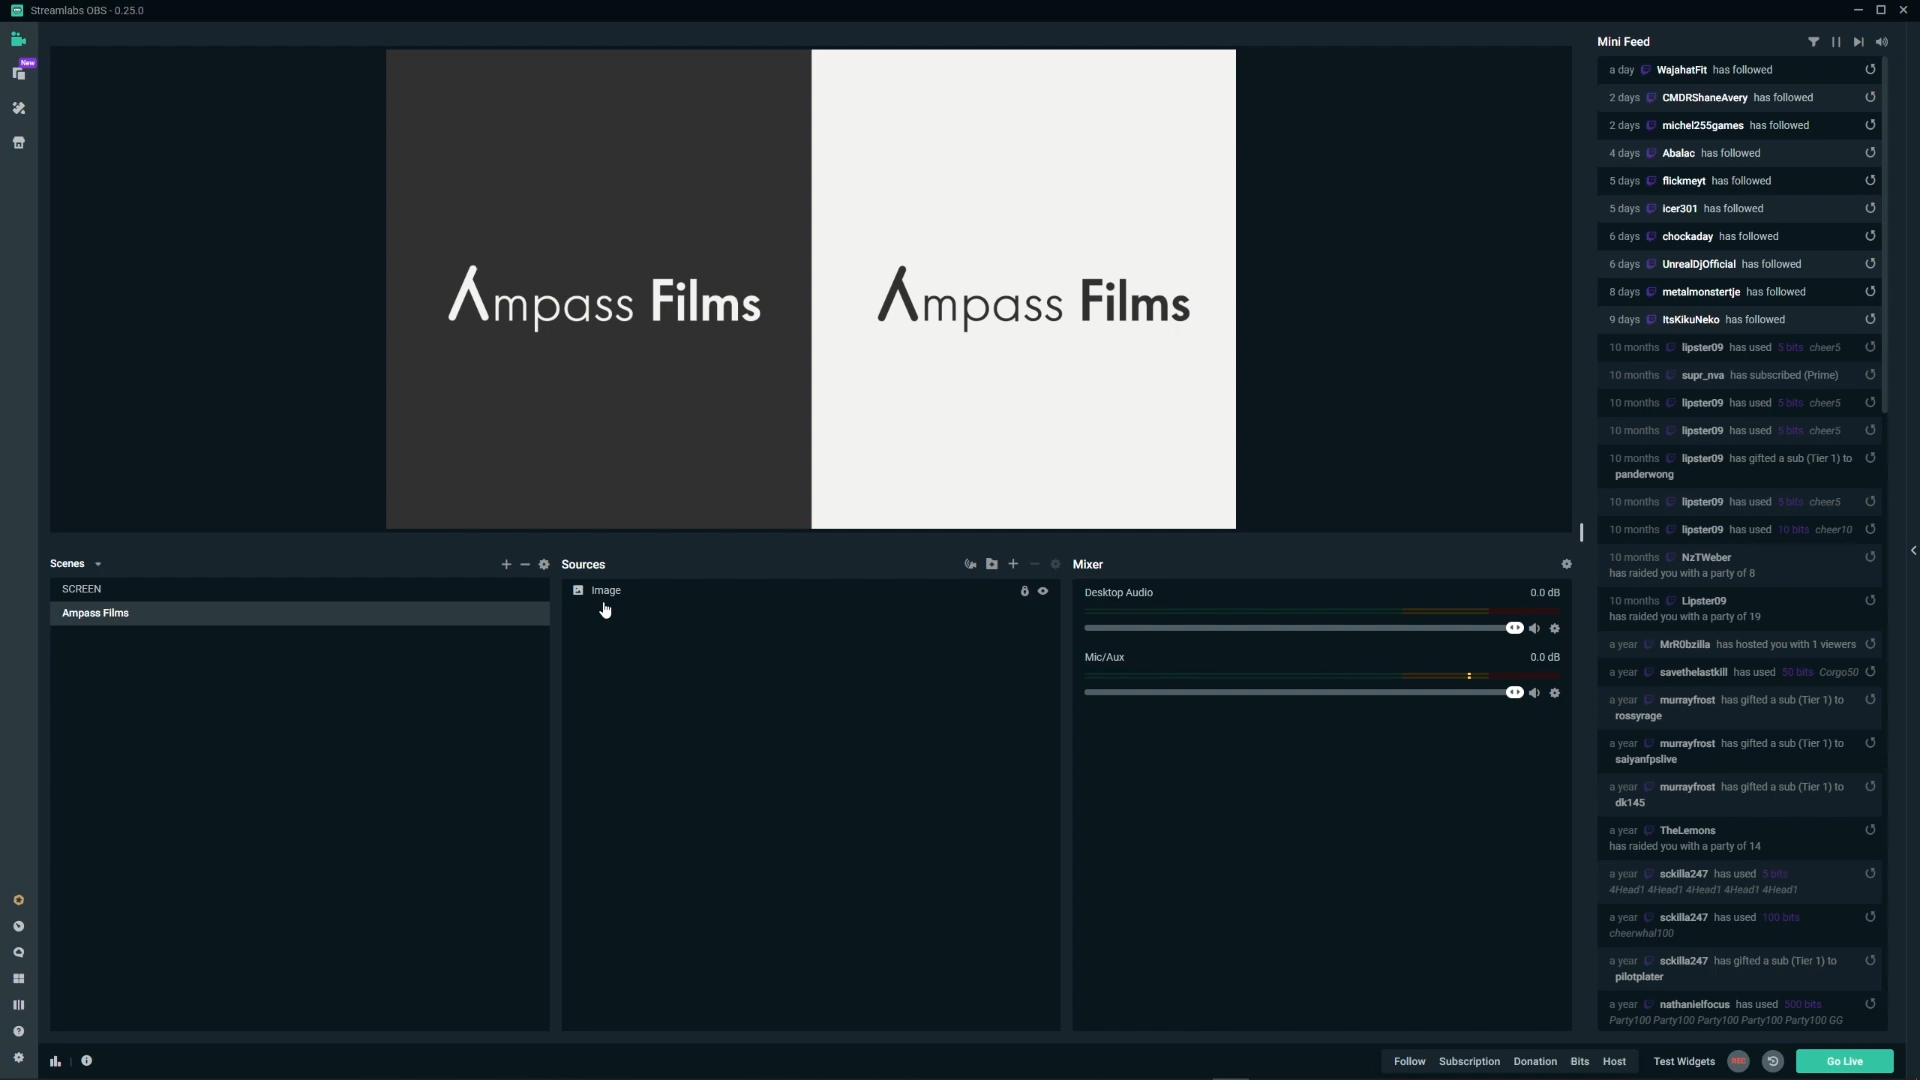 Streamlabs OBS - 0.25.0
New
Ampass Films
Ampass Films
Scenes
SCREEN
Ampass Films
Sources
Image
Mixer
Desktop Audio 0.0 dB
Mic/Aux 0.0 dB
Mini Feed
a day WajahatFit has followed
2 days CMDRShaneAvery has followed
2 days michel255games has followed
4 days Abalac has followed
5 days flickmeyt has followed
5 days icer301 has followed
6 days chockaday has followed
6 days UnrealDjOfficial has followed
8 days metalmonstertje has followed
9 days ItsKikuNeko has followed
10 months lipster09 has used 5 bits cheer5
10 months supr_nva has subscribed (Prime)
10 months lipster09 has used 5 bits cheer5
10 months lipster09 has used 5 bits cheer5
10 months lipster09 has gifted a sub (Tier 1) to
panderwong
10 months lipster09 has used 5 bits cheer5
10 months lipster09 has used 10 bits cheer10
10 months NzTWeber
has raided you with a party of 8
10 months Lipster09
has raided you with a party of 19
a year MrR0bzilla has hosted you with 1 viewers
a year savethelastkill has used 50 bits Corgo50
a year murrayfrost has gifted a sub (Tier 1) to
rossyrage
a year murrayfrost has gifted a sub (Tier 1) to
saiyanfpslive
a year murrayfrost has gifted a sub (Tier 1) to
dk145
a year TheLemons
has raided you with a party of 14
a year sckilla247 has used 5 bits
4Head1 4Head1 4Head1 4Head1 4Head1
a year sckilla247 has used 100 bits
cheerwhal100
a year sckilla247 has gifted a sub (Tier 1) to
pilotplater
a year nathanielfocus has used 500 bits
Party100 Party100 Party100 Party100 Party100 GG
Follow Subscription Donation Bits Host Test Widgets REC Go Live